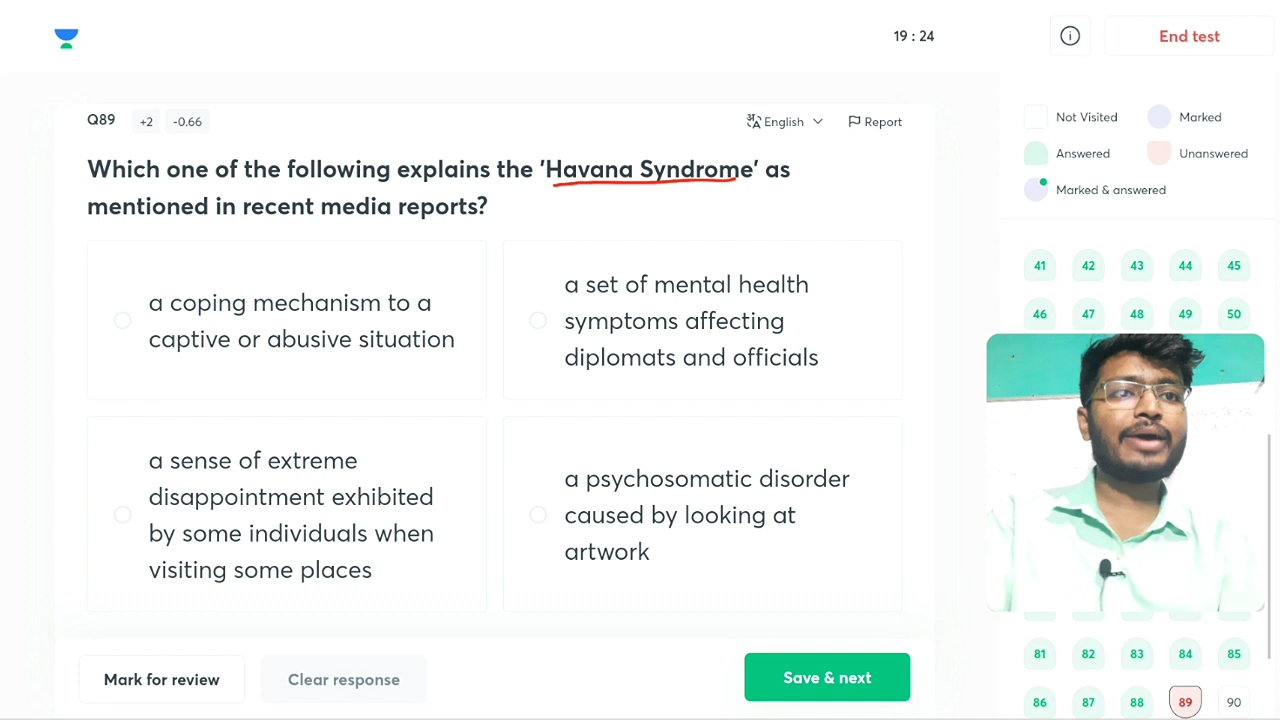 19 : 24
End test
Q89
+2
-0.66
English
Report
Which one of the following explains the 'Havana Syndrome' as
mentioned in recent media reports?
a coping mechanism to a
captive or abusive situation
a set of mental health
symptoms affecting
diplomats and officials
a sense of extreme
disappointment exhibited
by some individuals when
visiting some places
a psychosomatic disorder
caused by looking at
artwork
Mark for review
Clear response
Save & next
Not Visited
Marked
Answered
Unanswered
Marked & answered
41 42 43 44 45
46 47 48 49 50
81 82 83 84 85
86 87 88 89 90